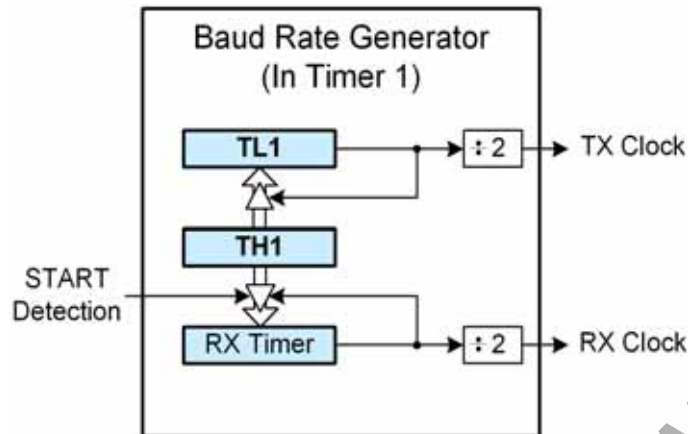 Baud Rate Generator
(In Timer 1)
TL1
÷ 2
TX Clock
TH1
START
Detection
RX Timer
÷ 2
RX Clock